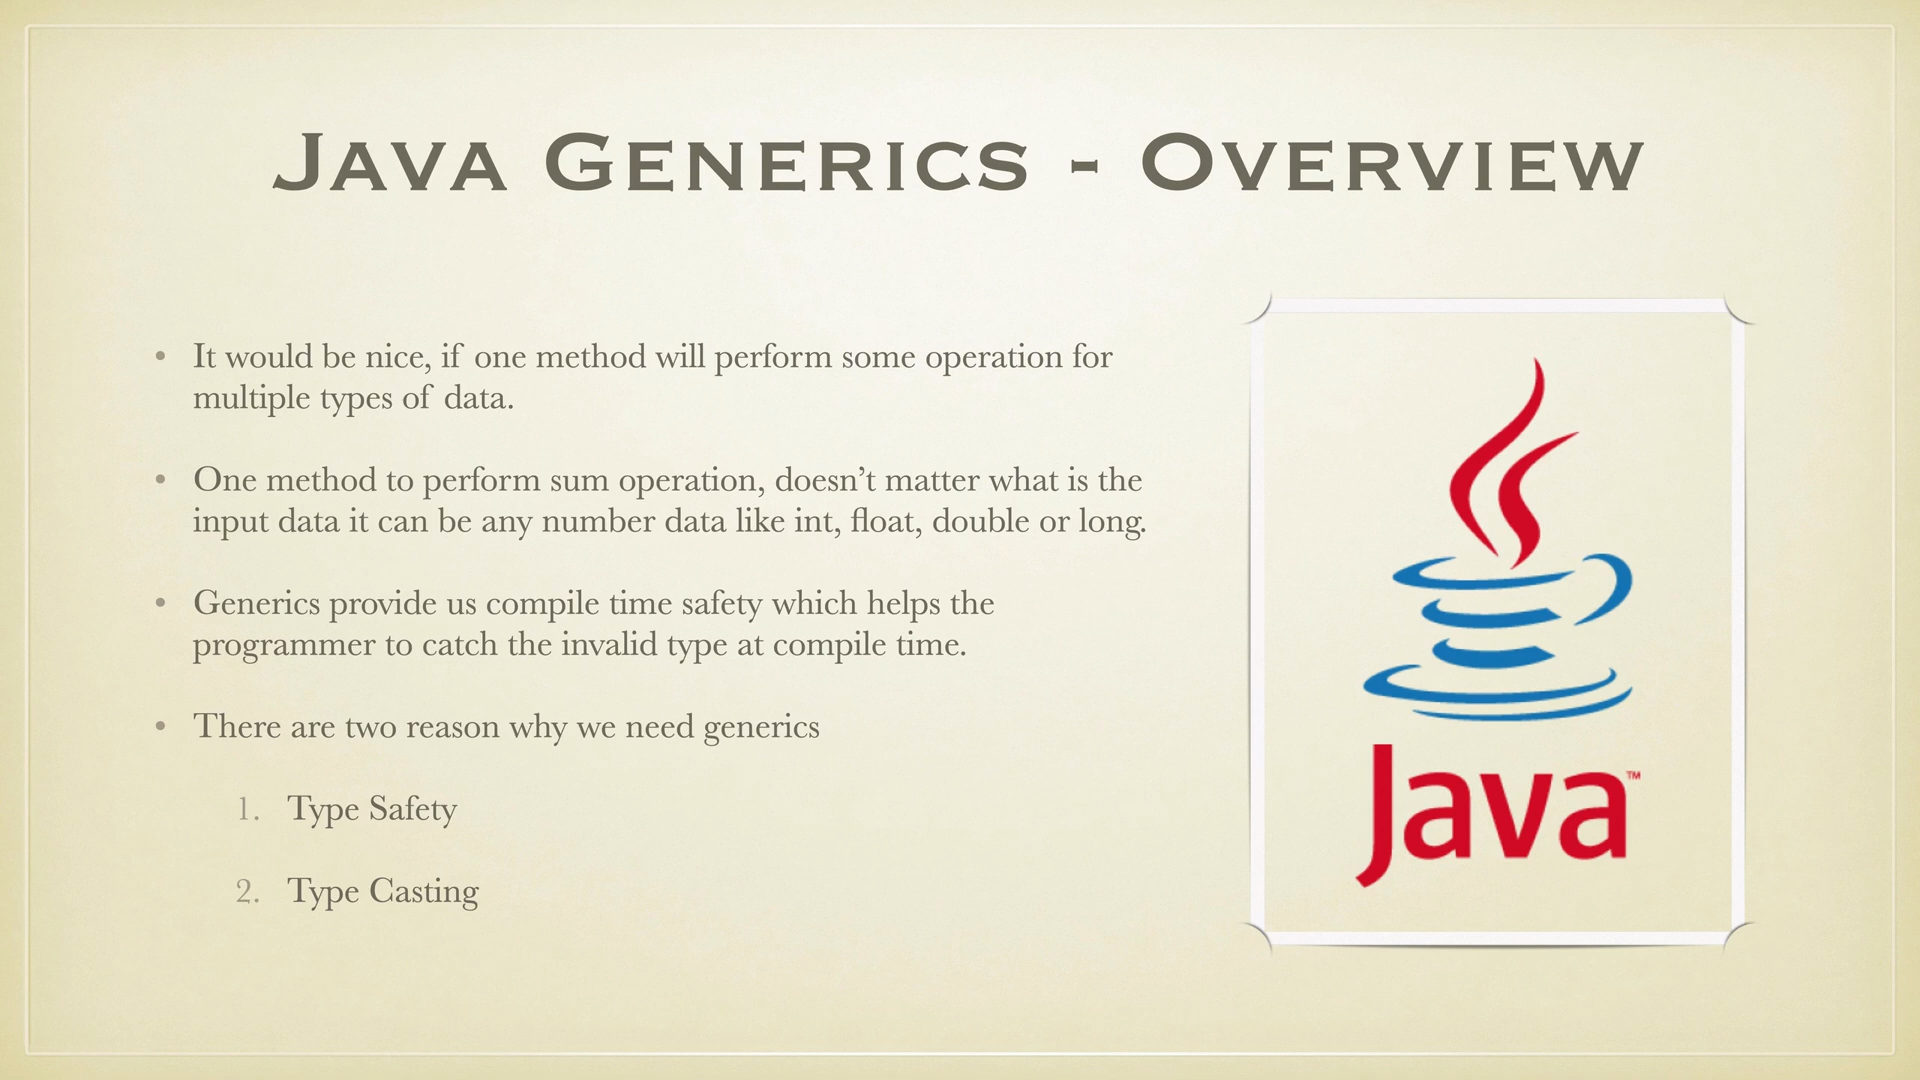 Java Generics - Overview
• It would be nice, if one method will perform some operation for
multiple types of data.
• One method to perform sum operation, doesn’t matter what is the
input data it can be any number data like int, float, double or long.
• Generics provide us compile time safety which helps the
programmer to catch the invalid type at compile time.
• There are two reason why we need generics
1. Type Safety
2. Type Casting
Java™